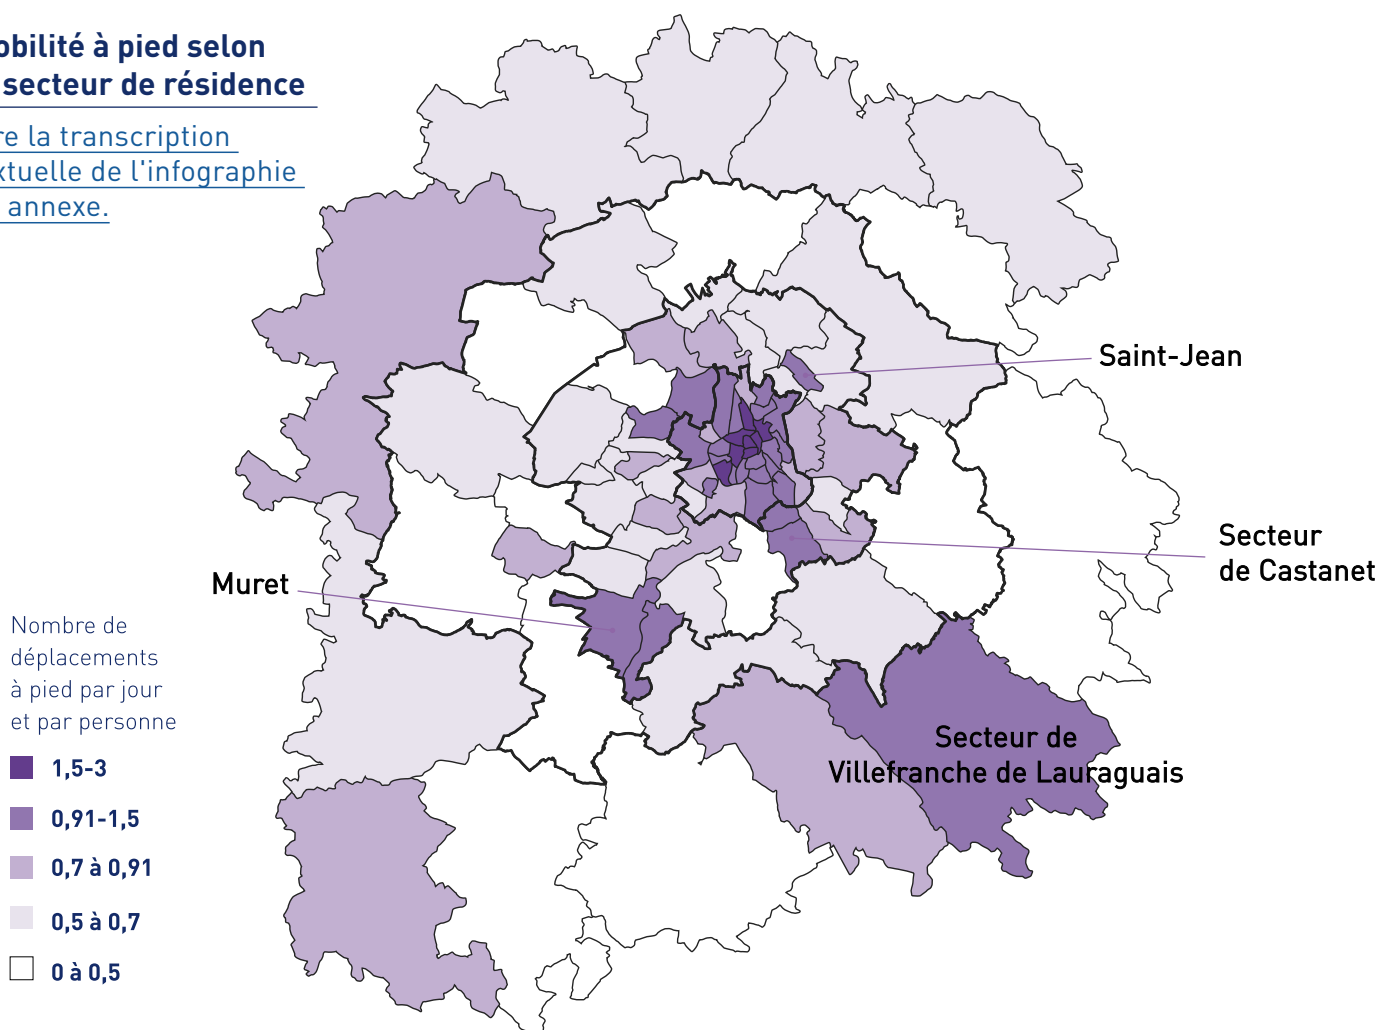 obilité à pied selon
secteur de résidence
re la transcription
xtuelle de l'infographie
annexe.
Saint-Jean
Secteur
de Castanet
Muret
Secteur de
Villefranche de Lauraguais
Nombre de
déplacements
à pied par jour
et par personne
1,5-3
0,91-1,5
0,7 à 0,91
0,5 à 0,7
0 à 0,5